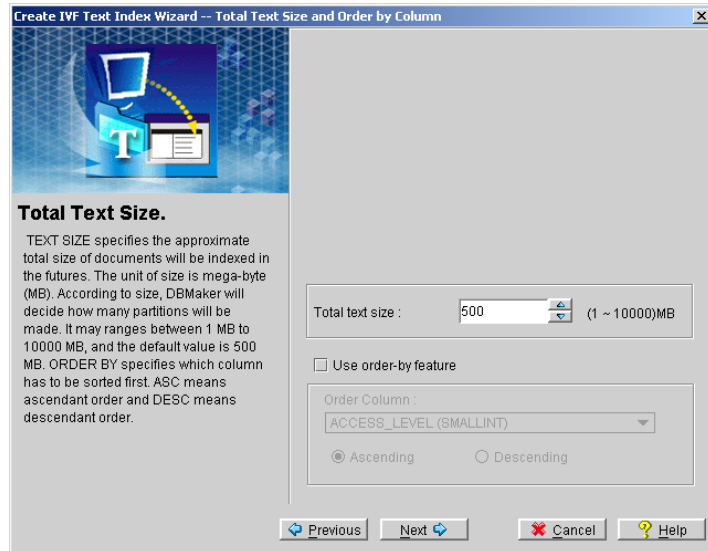 Create IVF Text Index Wizard -- Total Text Size and Order by Column
T
Total Text Size.
TEXT SIZE specifies the approximate
total size of documents will be indexed in
the futures. The unit of size is mega-byte
(MB). According to size, DBMaker will
decide how many partitions will be
made. It may ranges between 1 MB to
10000 MB, and the default value is 500
MB. ORDER BY specifies which column
has to be sorted first. ASC means
ascendant order and DESC means
descendant order.
Total text size : 500 (1 ~ 10000)MB
Use order-by feature
Order Column :
ACCESS_LEVEL (SMALLINT)
Ascending Descending
Previous Next Cancel Help